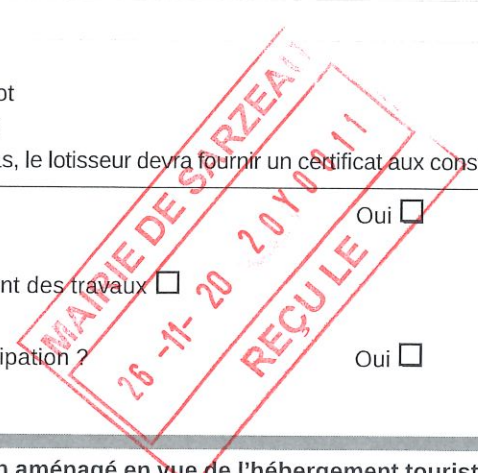 ot
s, le lotisseur devra fournir un certificat aux cons
Oui
nt des travaux
ipation ?
Oui
n aménagé en vue de l'hébergement tourist
MAIRIE DE SARZEAU
26 -11- 20 20Y0011
REÇU LE